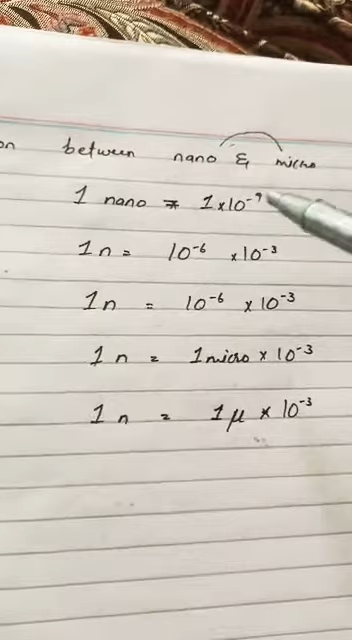 on between nano & micro
1 nano = 1×10⁻⁹
1n = 10⁻⁶ ×10⁻³
1n = 10⁻⁶ × 10⁻³
1n = 1micro × 10⁻³
1n = 1μ × 10⁻³